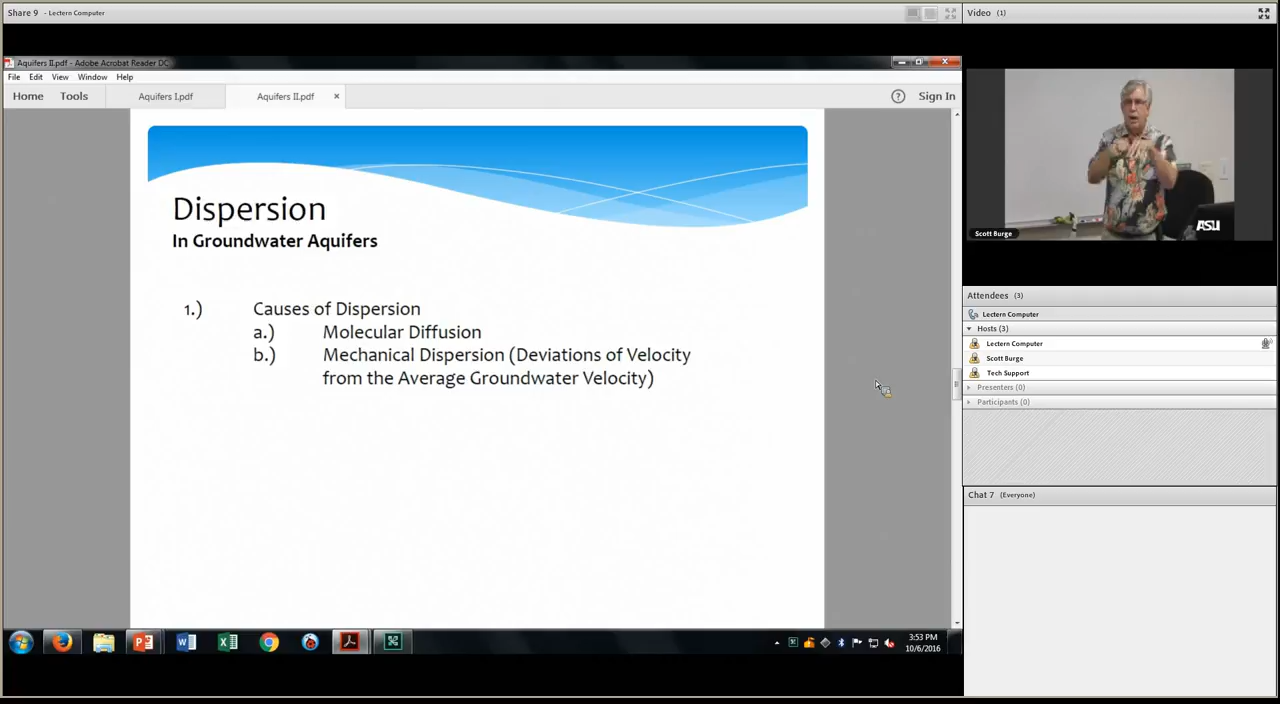 Share 9 - Lectern Computer
Video (1)
Aquifers II.pdf - Adobe Acrobat Reader DC
File Edit View Window Help
Home Tools Aquifers I.pdf Aquifers II.pdf × ? Sign In
Dispersion
In Groundwater Aquifers
1.) Causes of Dispersion
a.) Molecular Diffusion
b.) Mechanical Dispersion (Deviations of Velocity
from the Average Groundwater Velocity)
ASU
Scott Burge
Attendees (3)
Lectern Computer
Hosts (3)
Lectern Computer
Scott Burge
Tech Support
Presenters (0)
Participants (0)
Chat 7 (Everyone)
3:53 PM
10/6/2016